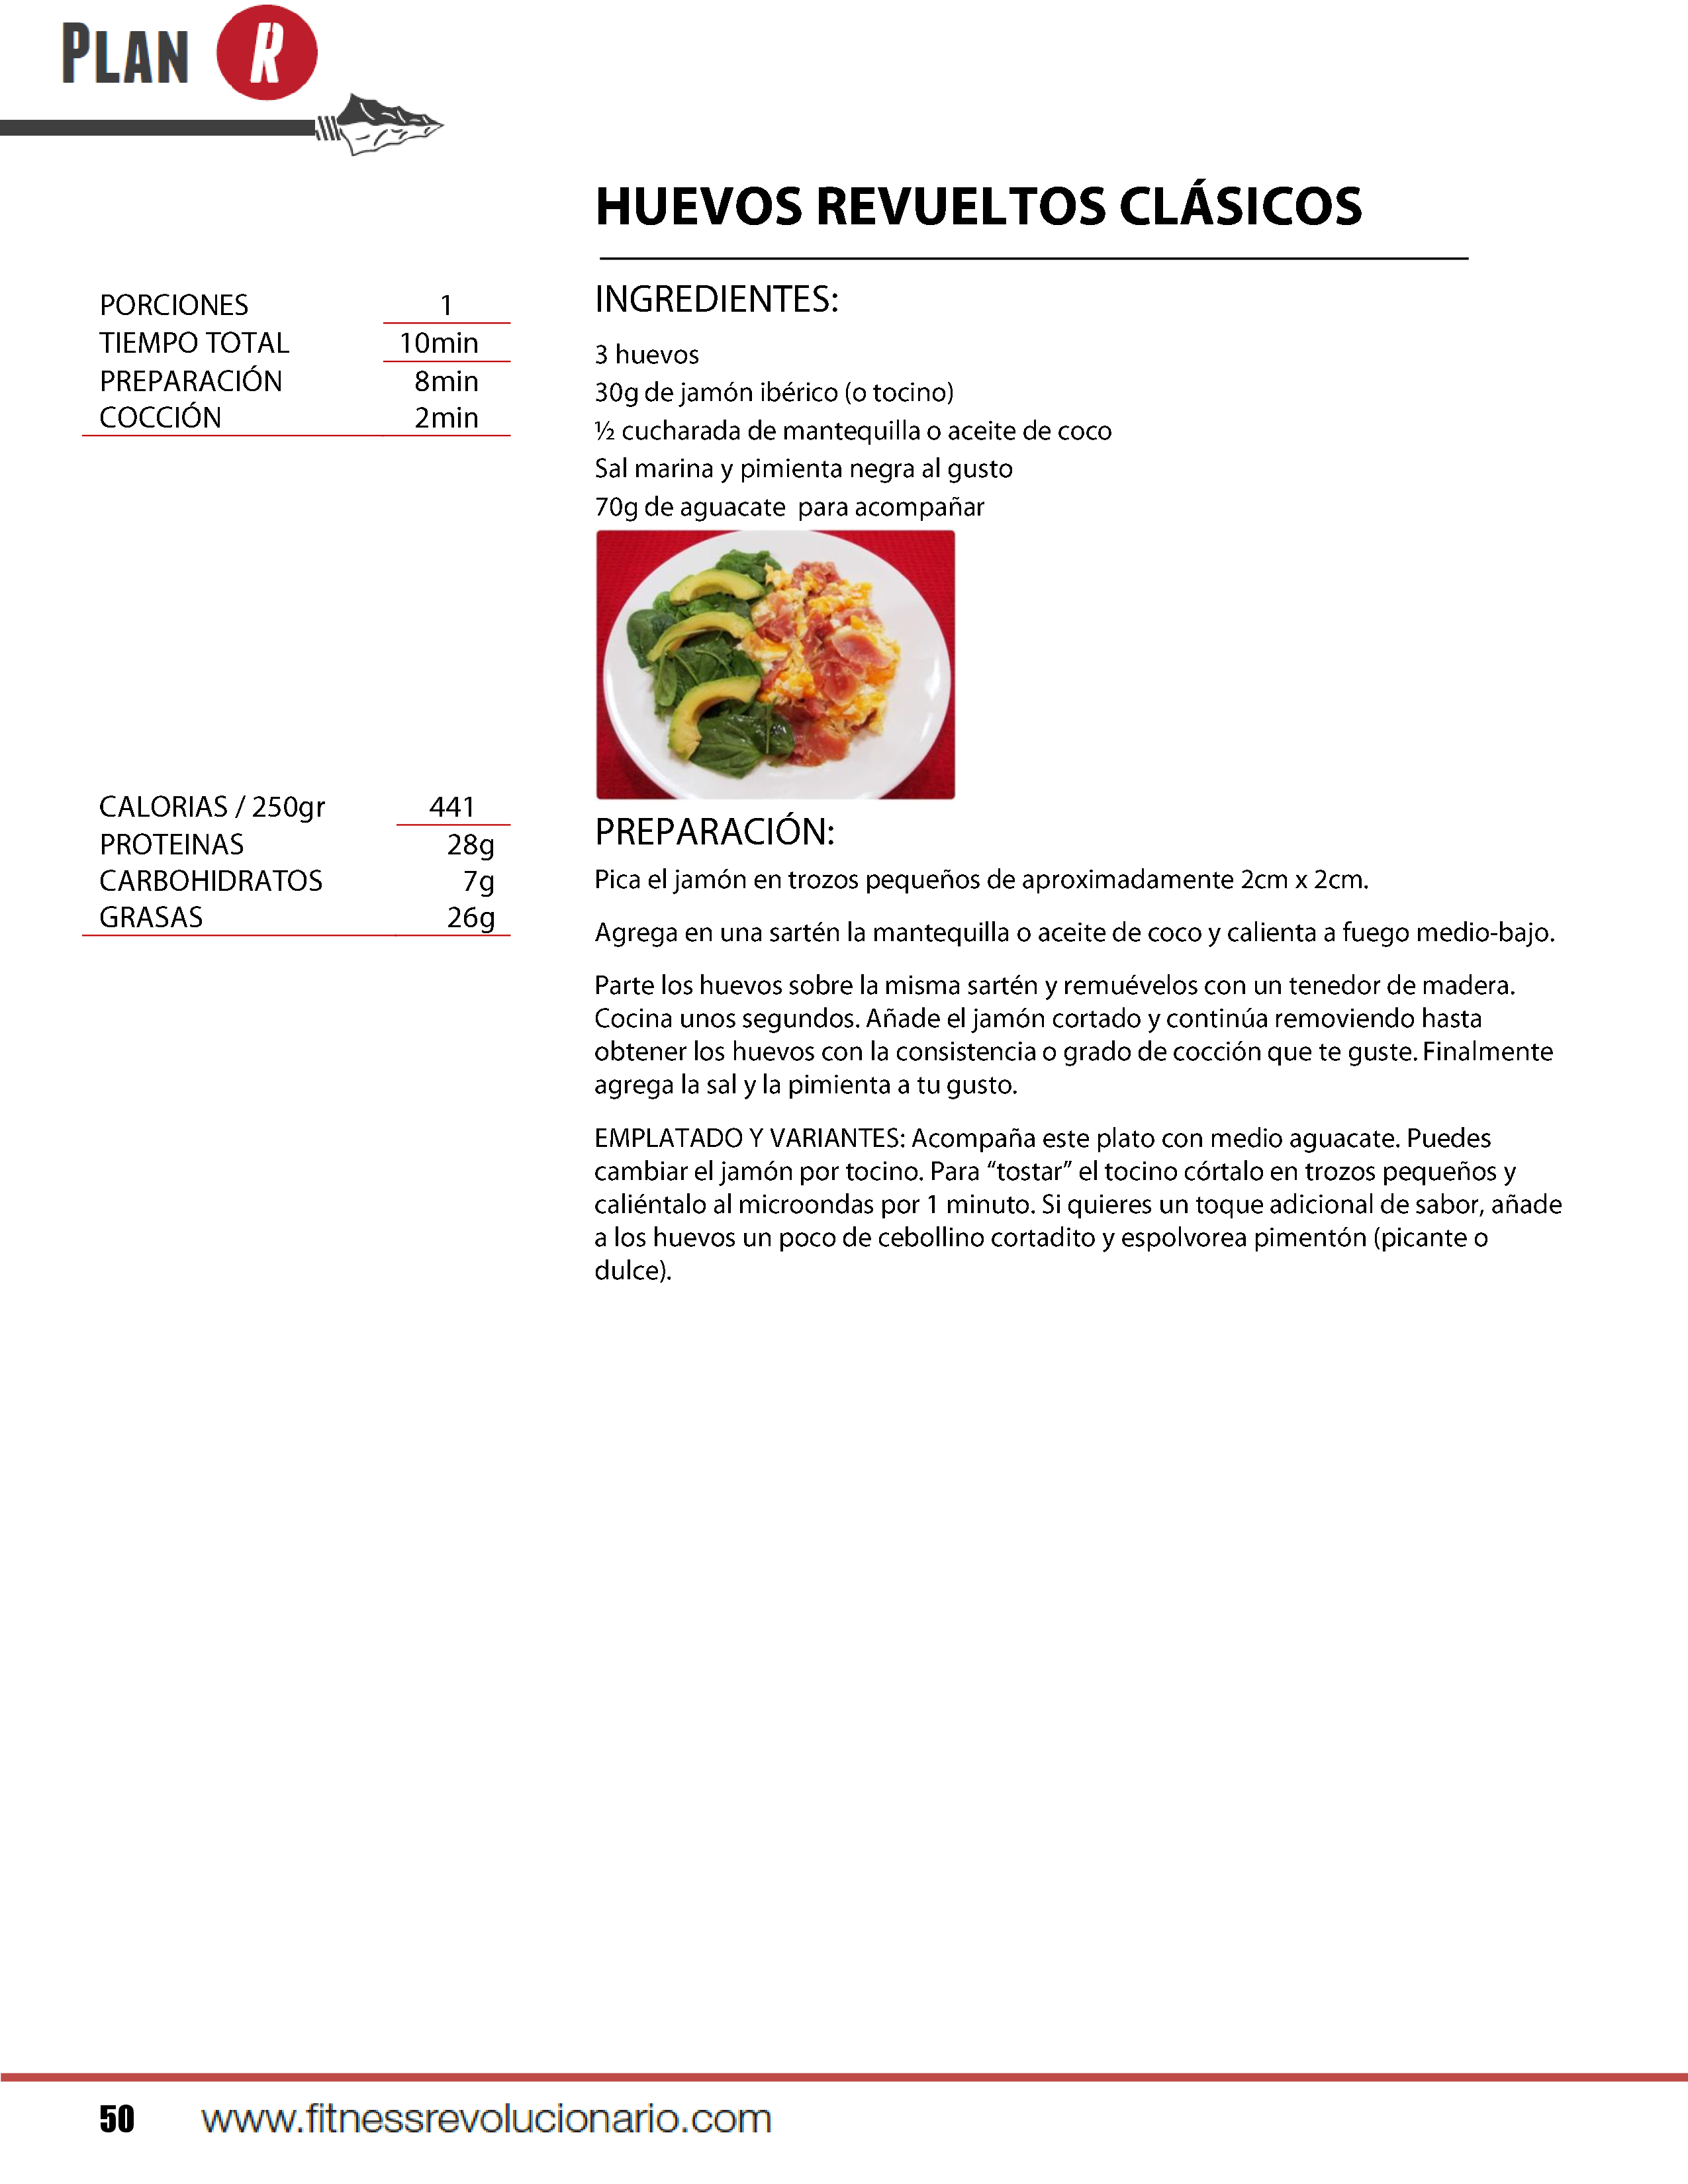 PLAN R
HUEVOS REVUELTOS CLÁSICOS
PORCIONES 1
TIEMPO TOTAL 10min
PREPARACIÓN 8min
COCCIÓN 2min
INGREDIENTES:
3 huevos
30g de jamón ibérico (o tocino)
½ cucharada de mantequilla o aceite de coco
Sal marina y pimienta negra al gusto
70g de aguacate  para acompañar
CALORIAS / 250gr 441
PROTEINAS 28g
CARBOHIDRATOS 7g
GRASAS 26g
PREPARACIÓN:
Pica el jamón en trozos pequeños de aproximadamente 2cm x 2cm.
Agrega en una sartén la mantequilla o aceite de coco y calienta a fuego medio-bajo.
Parte los huevos sobre la misma sartén y remuévelos con un tenedor de madera.
Cocina unos segundos. Añade el jamón cortado y continúa removiendo hasta
obtener los huevos con la consistencia o grado de cocción que te guste. Finalmente
agrega la sal y la pimienta a tu gusto.
EMPLATADO Y VARIANTES: Acompaña este plato con medio aguacate. Puedes
cambiar el jamón por tocino. Para “tostar” el tocino córtalo en trozos pequeños y
caliéntalo al microondas por 1 minuto. Si quieres un toque adicional de sabor, añade
a los huevos un poco de cebollino cortadito y espolvorea pimentón (picante o
dulce).
50 www.fitnessrevolucionario.com